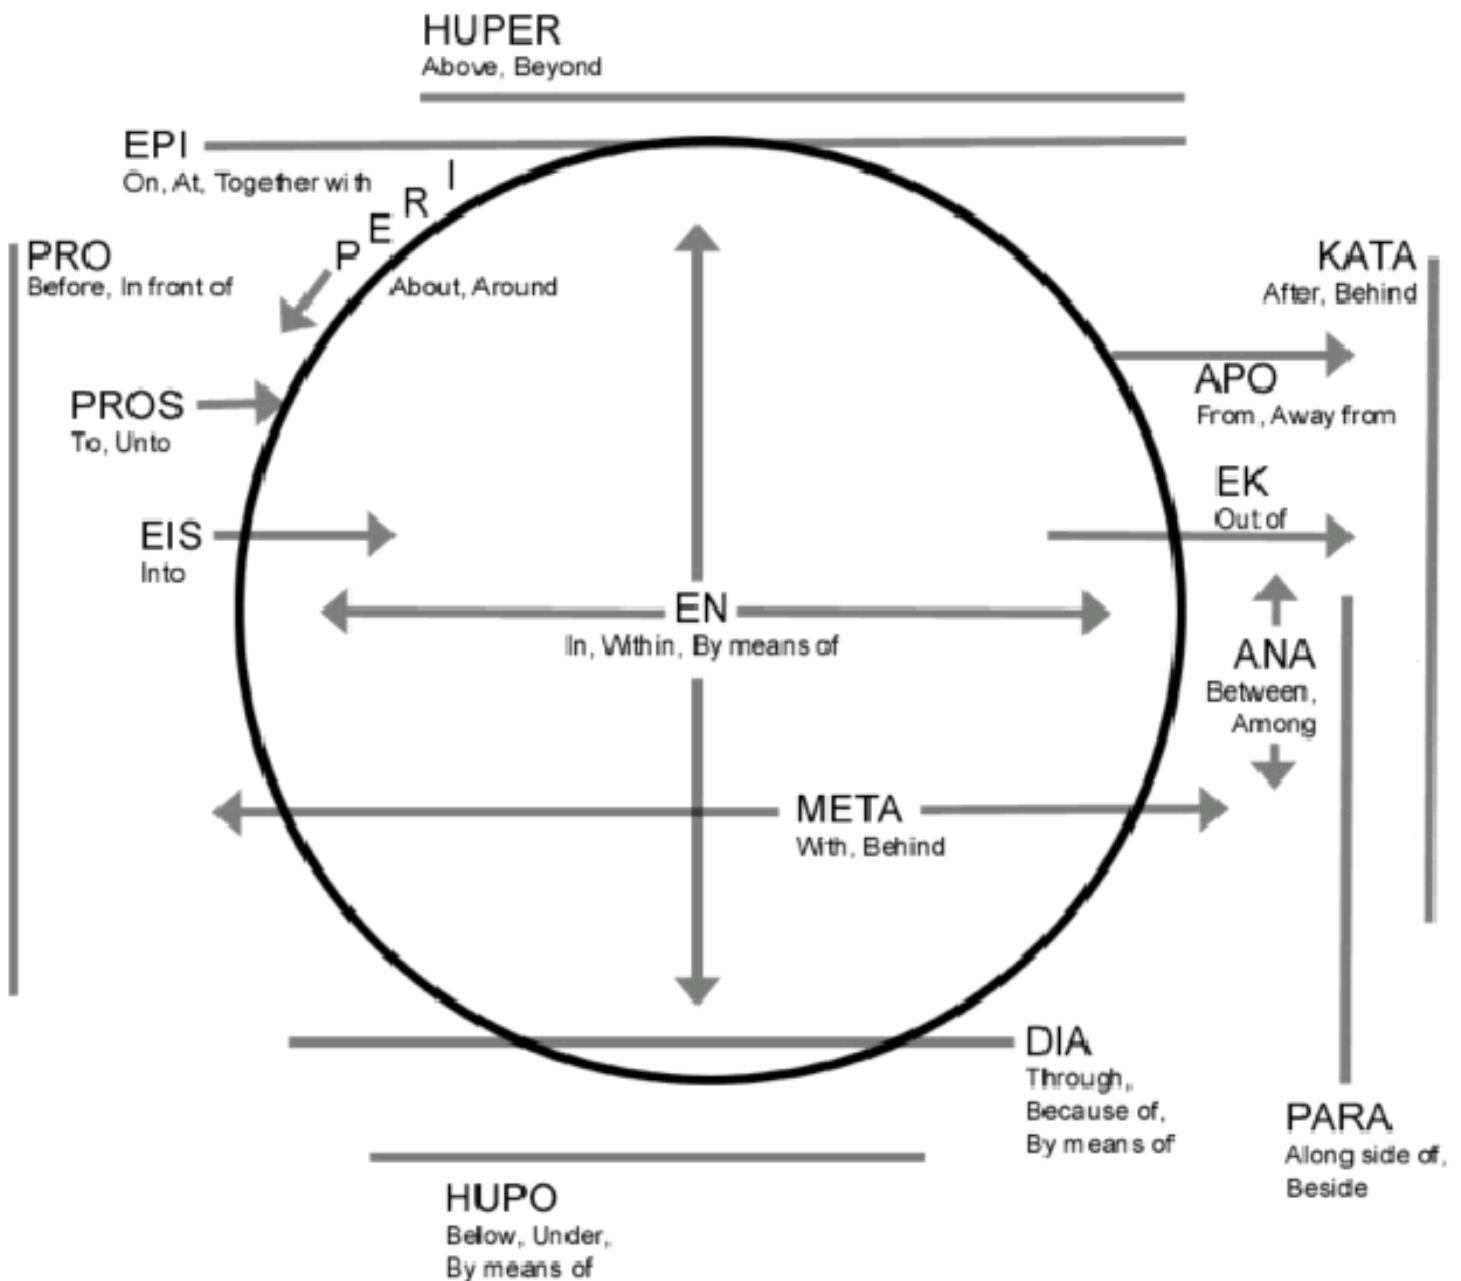 HUPER
Above, Beyond
EPI
On, At, Together with
PERI
About, Around
PRO
Before, In front of
KATA
After, Behind
PROS
To, Unto
APO
From, Away from
EIS
Into
EK
Out of
EN
In, Within, By means of
ANA
Between,
Among
META
With, Behind
DIA
Through,
Because of,
By means of
PARA
Along side of,
Beside
HUPO
Bellow, Under,
By means of